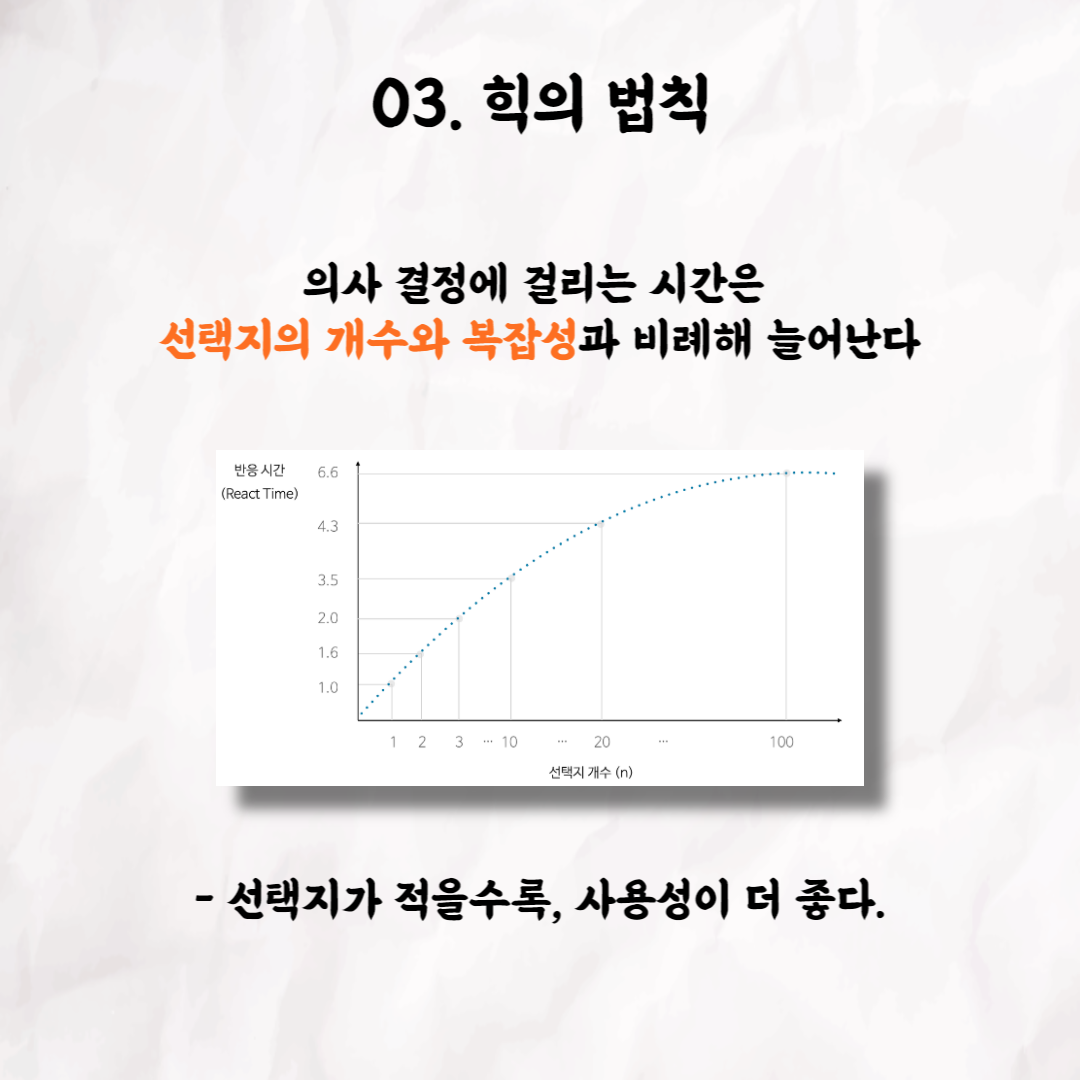 03. 힉의 법칙
의사 결정에 걸리는 시간은
선택지의 개수와 복잡성과 비례해 늘어난다
반응 시간
(React Time)
6.6
4.3
3.5
2.0
1.6
1.0
1 2 3 ··· 10 ··· 20 ··· 100
선택지 개수 (n)
- 선택지가 적을수록, 사용성이 더 좋다.